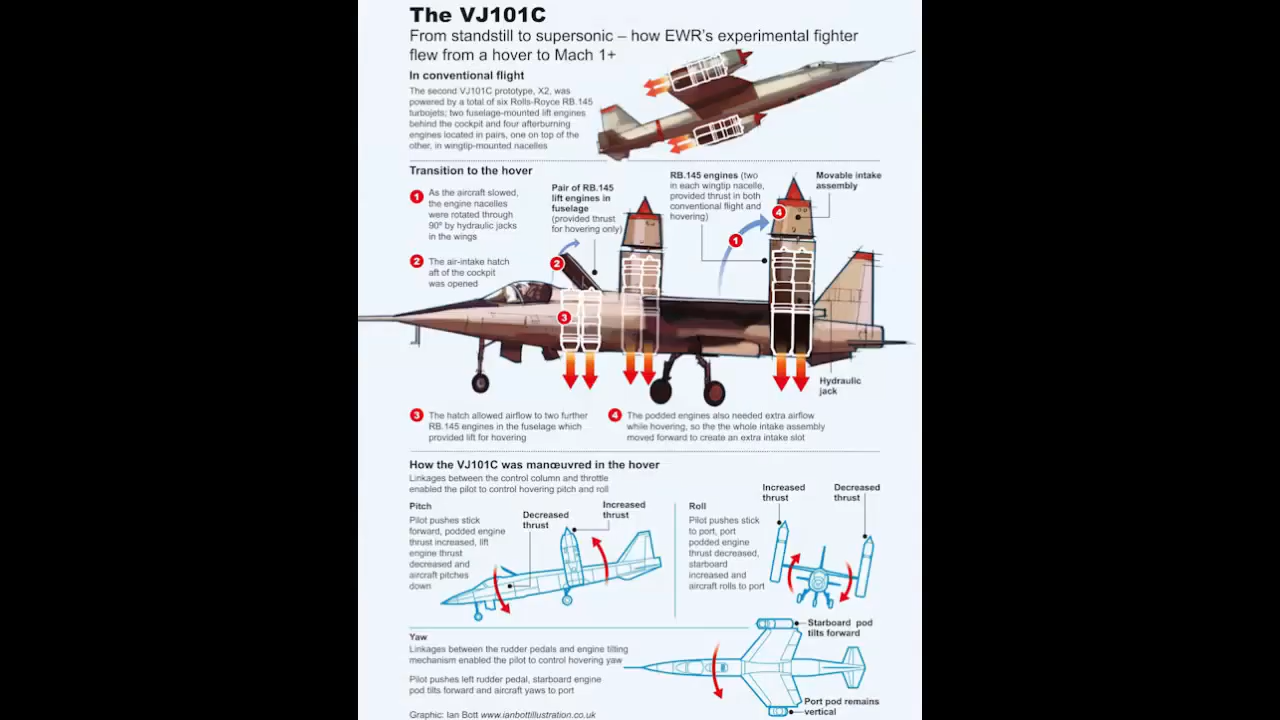 The VJ101C
From standstill to supersonic – how EWR's experimental fighter
flew from a hover to Mach 1+
In conventional flight
The second VJ101C prototype, X2, was
powered by a total of six Rolls-Royce RB.145
turbojets; two fuselage-mounted lift engines
behind the cockpit and four afterburning
engines located in pairs, one on top of the
other, in wingtip-mounted nacelles
Transition to the hover
1 As the aircraft slowed,
the engine nacelles
were rotated through
90º by hydraulic jacks
in the wings
2 The air-intake hatch
aft of the cockpit
was opened
Pair of RB.145
lift engines in
fuselage
(provided thrust
for hovering only)
RB.145 engines (two
in each wingtip nacelle,
provided thrust in both
conventional flight and
hovering)
Movable intake
assembly
4
1
2
3
Hydraulic
jack
3 The hatch allowed airflow to two further
RB.145 engines in the fuselage which
provided lift for hovering
4 The podded engines also needed extra airflow
while hovering, so the the whole intake assembly
moved forward to create an extra intake slot
How the VJ101C was manœuvred in the hover
Linkages between the control column and throttle
enabled the pilot to control hovering pitch and roll
Pitch
Pilot pushes stick
forward, podded engine
thrust increased, lift
engine thrust
decreased and
aircraft pitches
down
Decreased
thrust
Increased
thrust
Roll
Pilot pushes stick
to port, port
podded engine
thrust decreased,
starboard
increased and
aircraft rolls to port
Increased
thrust
Decreased
thrust
Yaw
Linkages between the rudder pedals and engine tilting
mechanism enabled the pilot to control hovering yaw
Pilot pushes left rudder pedal, starboard engine
pod tilts forward and aircraft yaws to port
Starboard pod
tilts forward
Port pod remains
vertical
Graphic: Ian Bott www.ianbottillustration.co.uk